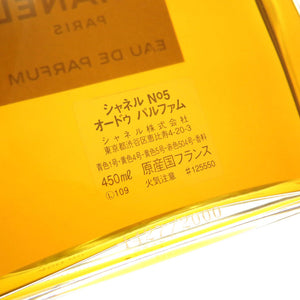 CHANEL
PARIS
EAU DE PARFUM
シャネル Nº5
オードゥ パルファム
シャネル株式会社
東京都渋谷区恵比寿4-20-3
青色1号・黄色4号・黄色5号・赤色504号・香料
450ml 原産国フランス
Ⓛ109 火気注意 #125550